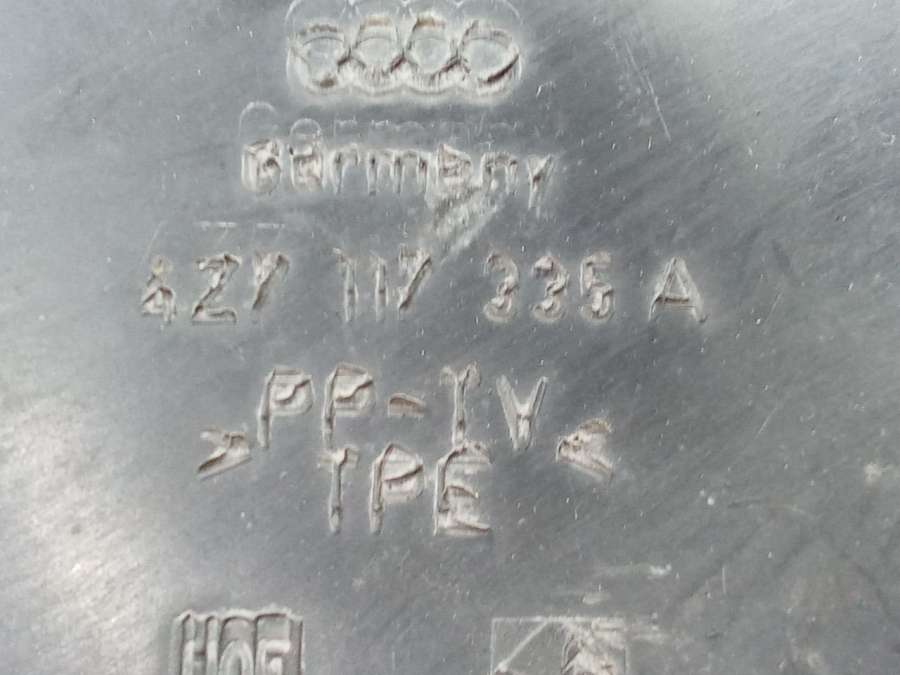 Germany
4Z7 117 335 A
>PP-TV<
TPE